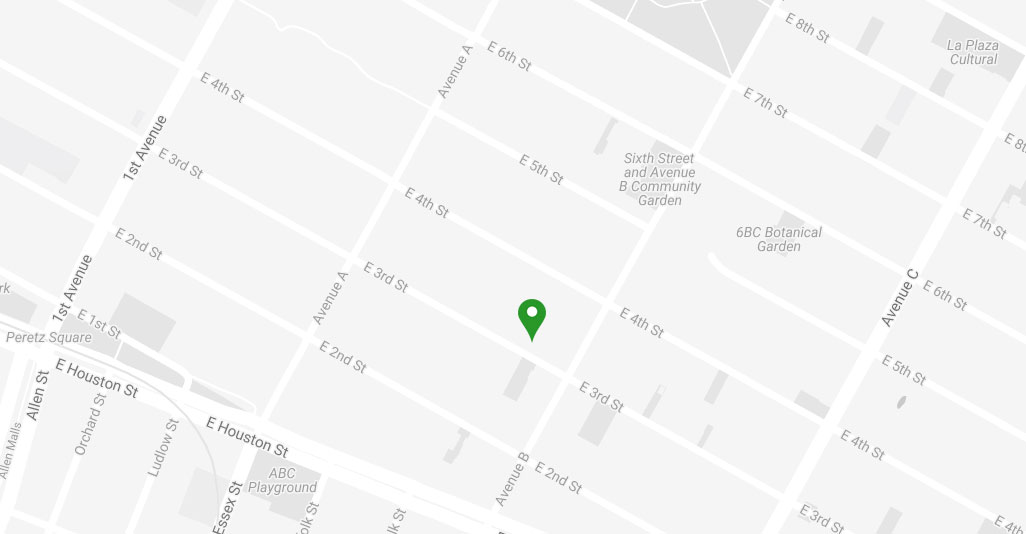 E 8th St
La Plaza
Cultural
Avenue A
E 6th St
E 4th St
E 7th St
1st Avenue
E 3rd St
E 5th St
Sixth Street
and Avenue
B Community
Garden
E 8th
E 4th St
E 7th St
6BC Botanical
Garden
E 2nd St
E 3rd St
Avenue A
1st Avenue
Avenue C
E 6th St
rk
E 1st St
Peretz Square
E 4th St
E 2nd St
E 5th St
E Houston St
Allen St
E 3rd St
Orchard St
E Houston St
Ludlow St
E 4th St
Allen Malls
ABC
Playground
Avenue B
E 2nd St
Essex St
olk St
lk St
E 3rd St
E 4th